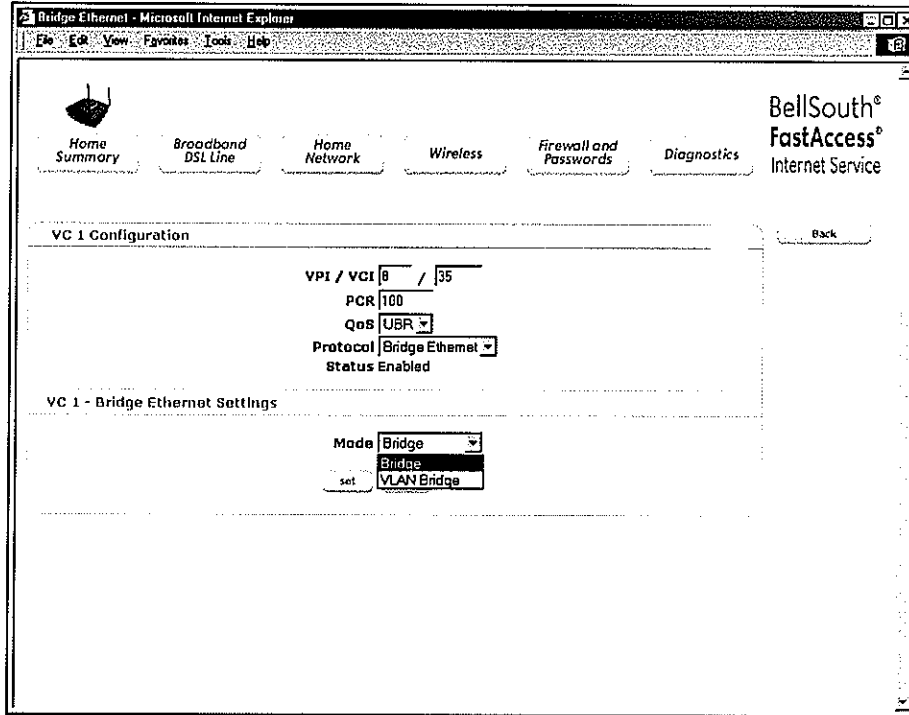 Bridge Ethernet - Microsoft Internet Explorer
File Edit View Favorites Tools Help
BellSouth®
FastAccess®
Internet Service
Home Summary
Broadband DSL Line
Home Network
Wireless
Firewall and Passwords
Diagnostics
VC 1 Configuration
Back
VPI / VCI 8 / 35
PCR 100
QoS UBR
Protocol Bridge Ethernet
Status Enabled
VC 1 - Bridge Ethernet Settings
Mode Bridge
Bridge
set VLAN Bridge